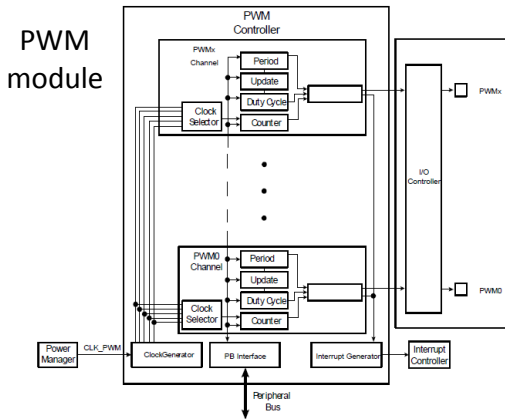 PWM
module
PWM
Controller
PWMx
Channel
Period
Update
Duty Cycle
Counter
Clock
Selector
PWM0
Channel
Period
Update
Duty Cycle
Counter
Clock
Selector
I/O
Controller
PWMx
PWM0
Power
Manager
CLK_PWM
ClockGenerator
PB Interface
Interrupt Generator
Interrupt
Controller
Peripheral
Bus